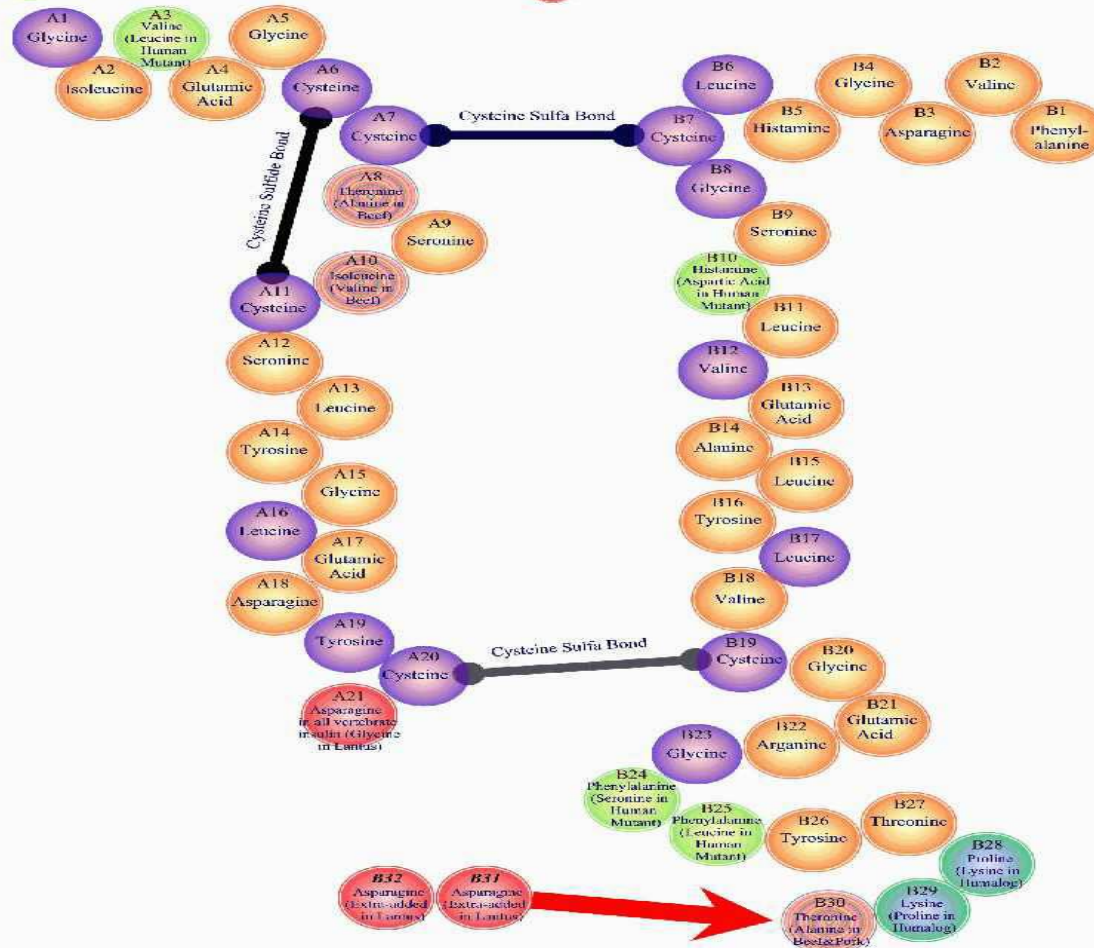 A1
Glycine
A2
Isoleucine
A3
Valine
(Leucine in
Human
Mutant)
A4
Glutamic
Acid
A5
Glycine
A6
Cysteine
A7
Cysteine
Cysteine Sulfa Bond
Cysteine Sulfide Bond
A8
Theronine
(Alanine in
Beef)
A9
Seronine
A10
Isoleucine
(Valine in
Beef)
A11
Cysteine
A12
Seronine
A13
Leucine
A14
Tyrosine
A15
Glycine
A16
Leucine
A17
Glutamic
Acid
A18
Asparagine
A19
Tyrosine
A20
Cysteine
A21
Asparagine
in all vertebrate
insulin (Glycine
in Lantus)
Cysteine Sulfa Bond
B1
Phenyl-
alanine
B2
Valine
B3
Asparagine
B4
Glycine
B5
Histamine
B6
Leucine
B7
Cysteine
B8
Glycine
B9
Seronine
B10
Histamine
(Aspartic Acid
in Human
Mutant)
B11
Leucine
B12
Valine
B13
Glutamic
Acid
B14
Alanine
B15
Leucine
B16
Tyrosine
B17
Leucine
B18
Valine
B19
Cysteine
B20
Glycine
B21
Glutamic
Acid
B22
Arganine
B23
Glycine
B24
Phenylalanine
(Seronine in
Human
Mutant)
B25
Phenylalanine
(Leucine in
Human
Mutant)
B26
Tyrosine
B27
Threonine
B28
Proline
(Lysine in
Humalog)
B29
Lysine
(Proline in
Humalog)
B30
Theronine
(Alanine in
Beef&Pork)
B31
Asparagine
(Extra-added
in Lantus)
B32
Asparagine
(Extra-added
in Lantus)